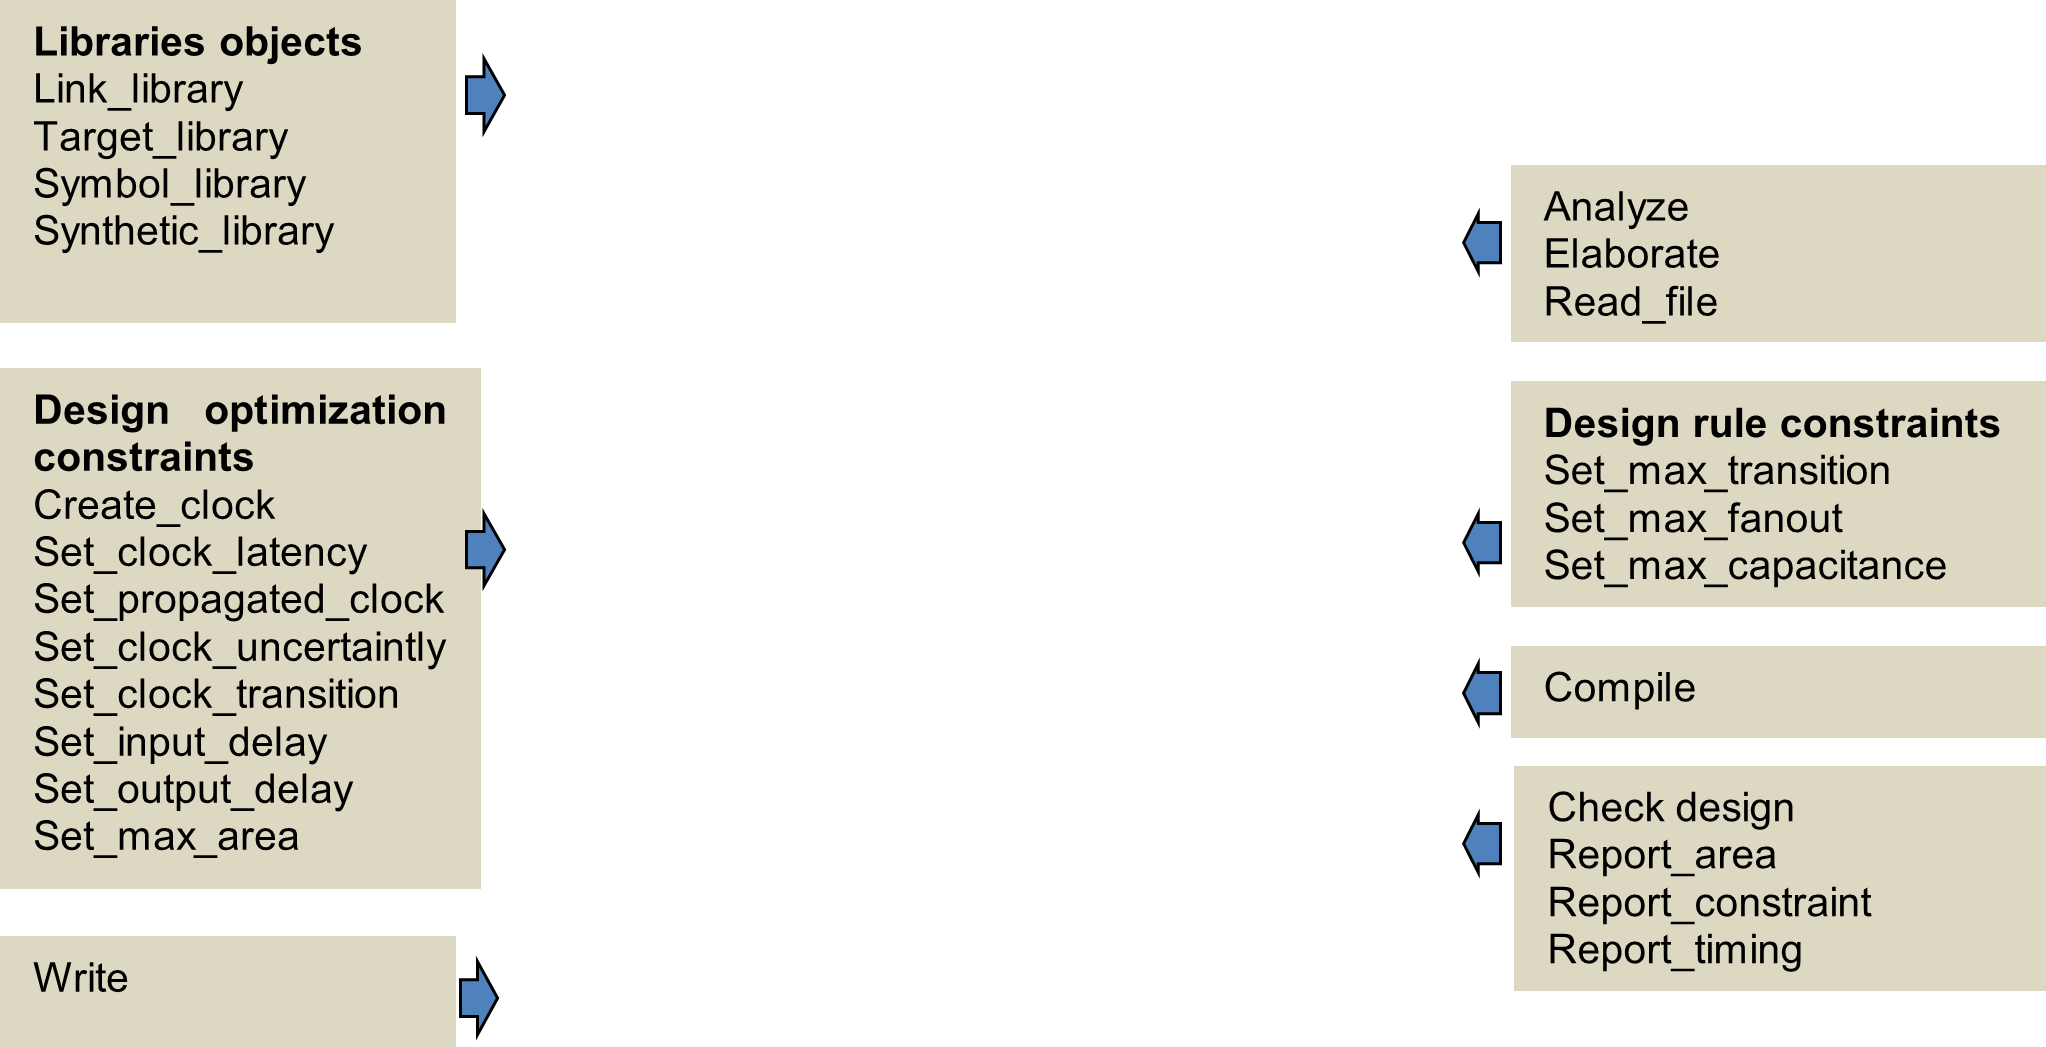 Libraries objects
Link_library
Target_library
Symbol_library
Synthetic_library
Analyze
Elaborate
Read_file
Design optimization
constraints
Create_clock
Set_clock_latency
Set_propagated_clock
Set_clock_uncertaintly
Set_clock_transition
Set_input_delay
Set_output_delay
Set_max_area
Design rule constraints
Set_max_transition
Set_max_fanout
Set_max_capacitance
Compile
Check design
Report_area
Report_constraint
Report_timing
Write